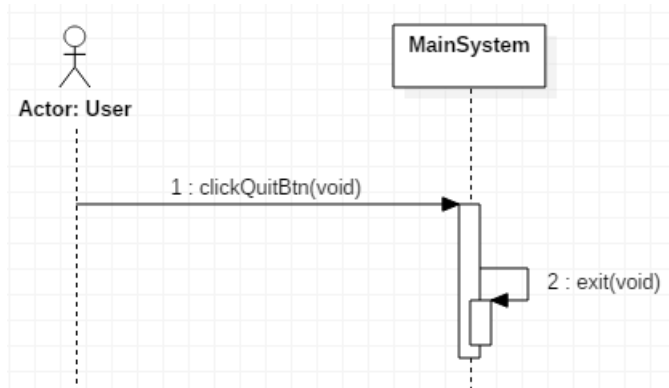 MainSystem
Actor: User
1 : clickQuitBtn(void)
2 : exit(void)